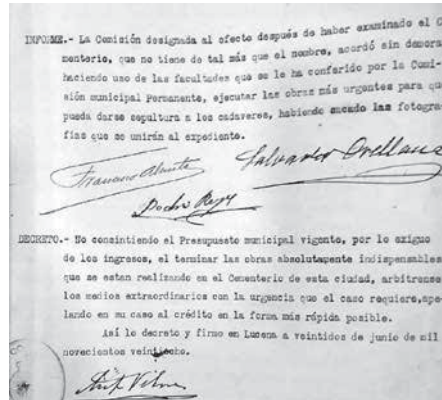 INFORME.- La Comisión designada al efecto después de haber examinado el C
menterio, que no tiene de tal más que el nombre, acordó sin demora
haciendo uso de las facultades que se le ha conferido por la Comi-
sión municipal Permanente, ejecutar las obras más urgentes para qu
pueda darse sepultura a los cadaveres, habiendo sacado las fotogra-
fías que se unirán al expediente.
Francisco
Salvador Orellana
Pedro
DECRETO.- No consintiendo el Presupuesto municipal vigente, por lo exiguo
de los ingresos, el terminar las obras absolutamente indispensables
que se estan realizando en el Cementerio de esta ciudad, arbitrense
los medios extraordinarios con la urgencia que el caso requiere,ape-
lando en su caso al crédito en la forma más rápida posible.
Así lo decreto y firmo en Lucena a veintidos de junio de mil
novecientos veintiocho.